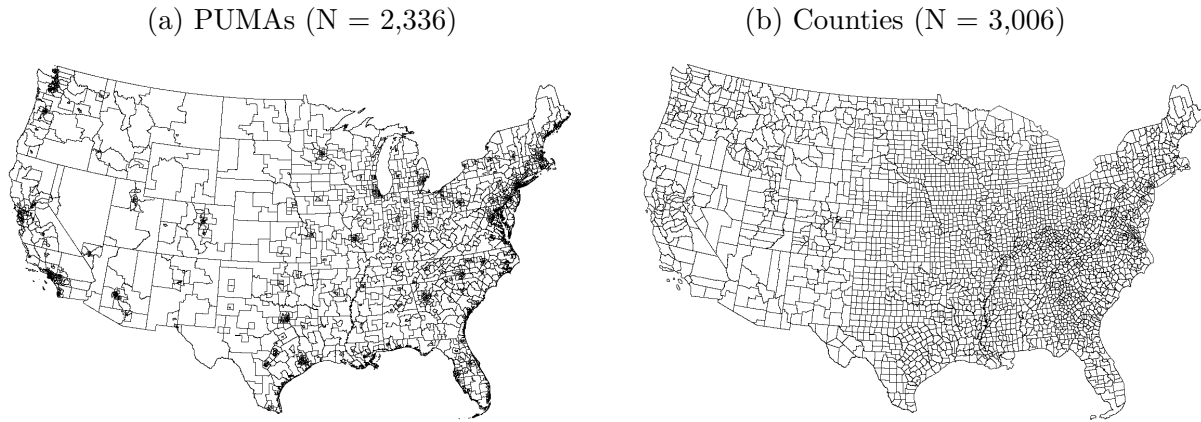 (a) PUMAs (N = 2,336)
(b) Counties (N = 3,006)